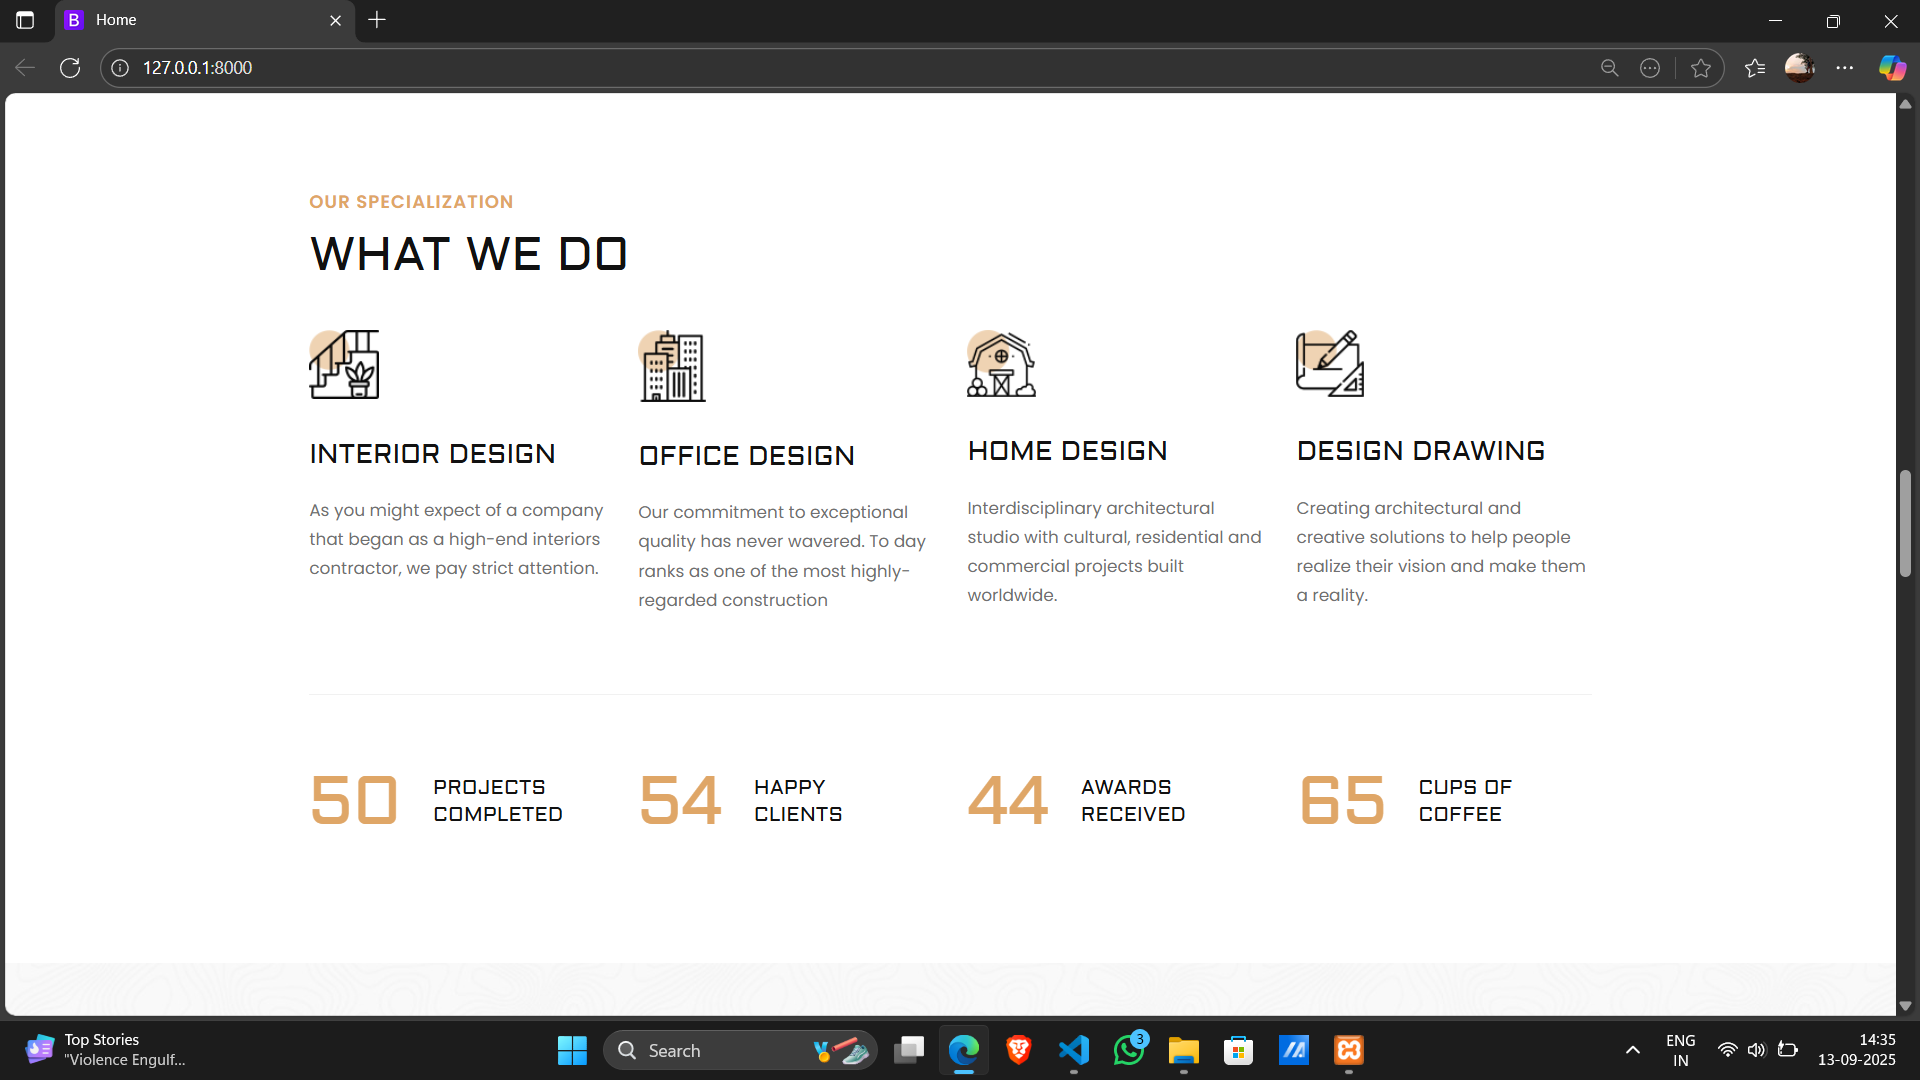 B Home
127.0.0.1:8000
OUR SPECIALIZATION
WHAT WE DO
INTERIOR DESIGN
As you might expect of a company
that began as a high-end interiors
contractor, we pay strict attention.
OFFICE DESIGN
Our commitment to exceptional
quality has never wavered. To day
ranks as one of the most highly-
regarded construction
HOME DESIGN
Interdisciplinary architectural
studio with cultural, residential and
commercial projects built
worldwide.
DESIGN DRAWING
Creating architectural and
creative solutions to help people
realize their vision and make them
a reality.
50
PROJECTS
COMPLETED
54
HAPPY
CLIENTS
44
AWARDS
RECEIVED
65
CUPS OF
COFFEE
Top Stories
"Violence Engulf...
Search
3
ENG
IN
14:35
13-09-2025